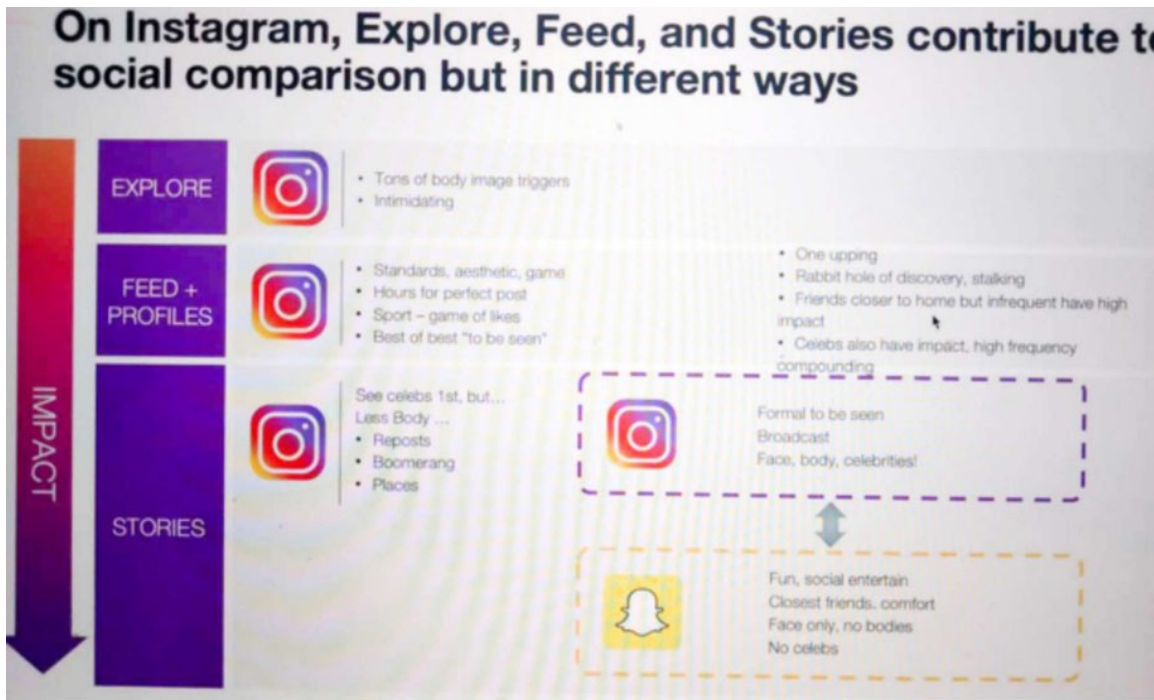 On Instagram, Explore, Feed, and Stories contribute to
social comparison but in different ways
IMPACT
EXPLORE
• Tons of body image triggers
• Intimidating
FEED +
PROFILES
• Standards, aesthetic, game
• Hours for perfect post
• Sport – game of likes
• Best of best "to be seen"
• One upping
• Rabbit hole of discovery, stalking
• Friends closer to home but infrequent have high
impact
• Celebs also have impact, high frequency
compounding
STORIES
See celebs 1st, but...
Less Body ...
• Reposts
• Boomerang
• Places
Formal to be seen
Broadcast
Face, body, celebrities!
Fun, social entertain
Closest friends. comfort
Face only, no bodies
No celebs